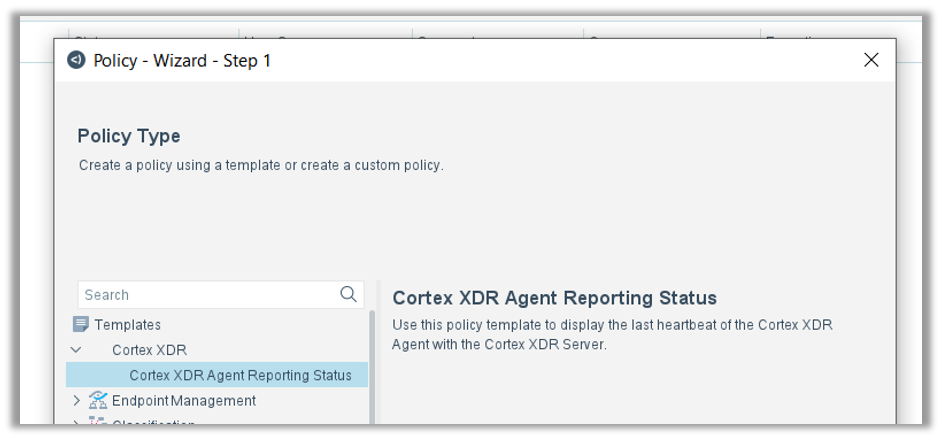 Policy - Wizard - Step 1
Policy Type
Create a policy using a template or create a custom policy.
Search
Templates
Cortex XDR
Cortex XDR Agent Reporting Status
Endpoint Management
Classification
Cortex XDR Agent Reporting Status
Use this policy template to display the last heartbeat of the Cortex XDR
Agent with the Cortex XDR Server.